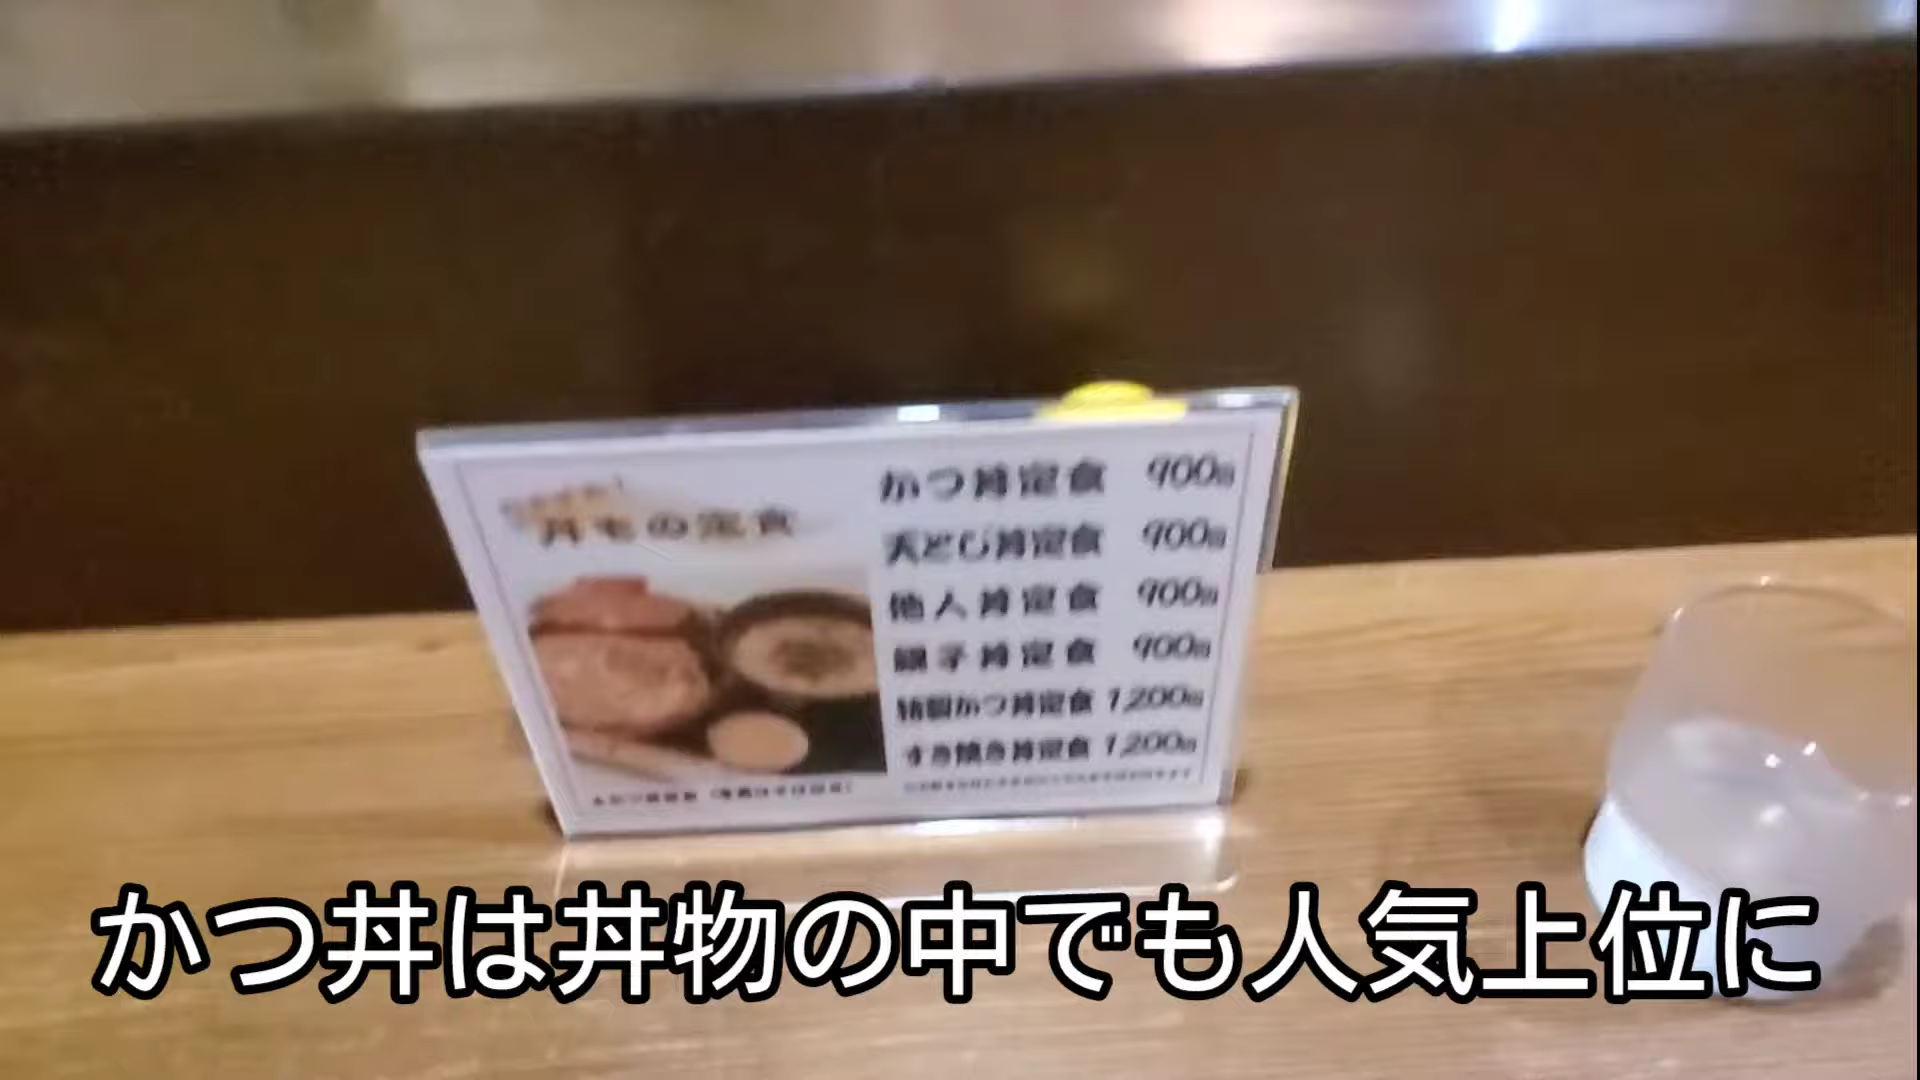 丼もの定食
かつ丼定食 900円
天とじ丼定食 900円
他人丼定食 900円
親子丼定食 900円
特製かつ丼定食 1,200円
すき焼き丼定食 1,200円
かつ丼は丼物の中でも人気上位に